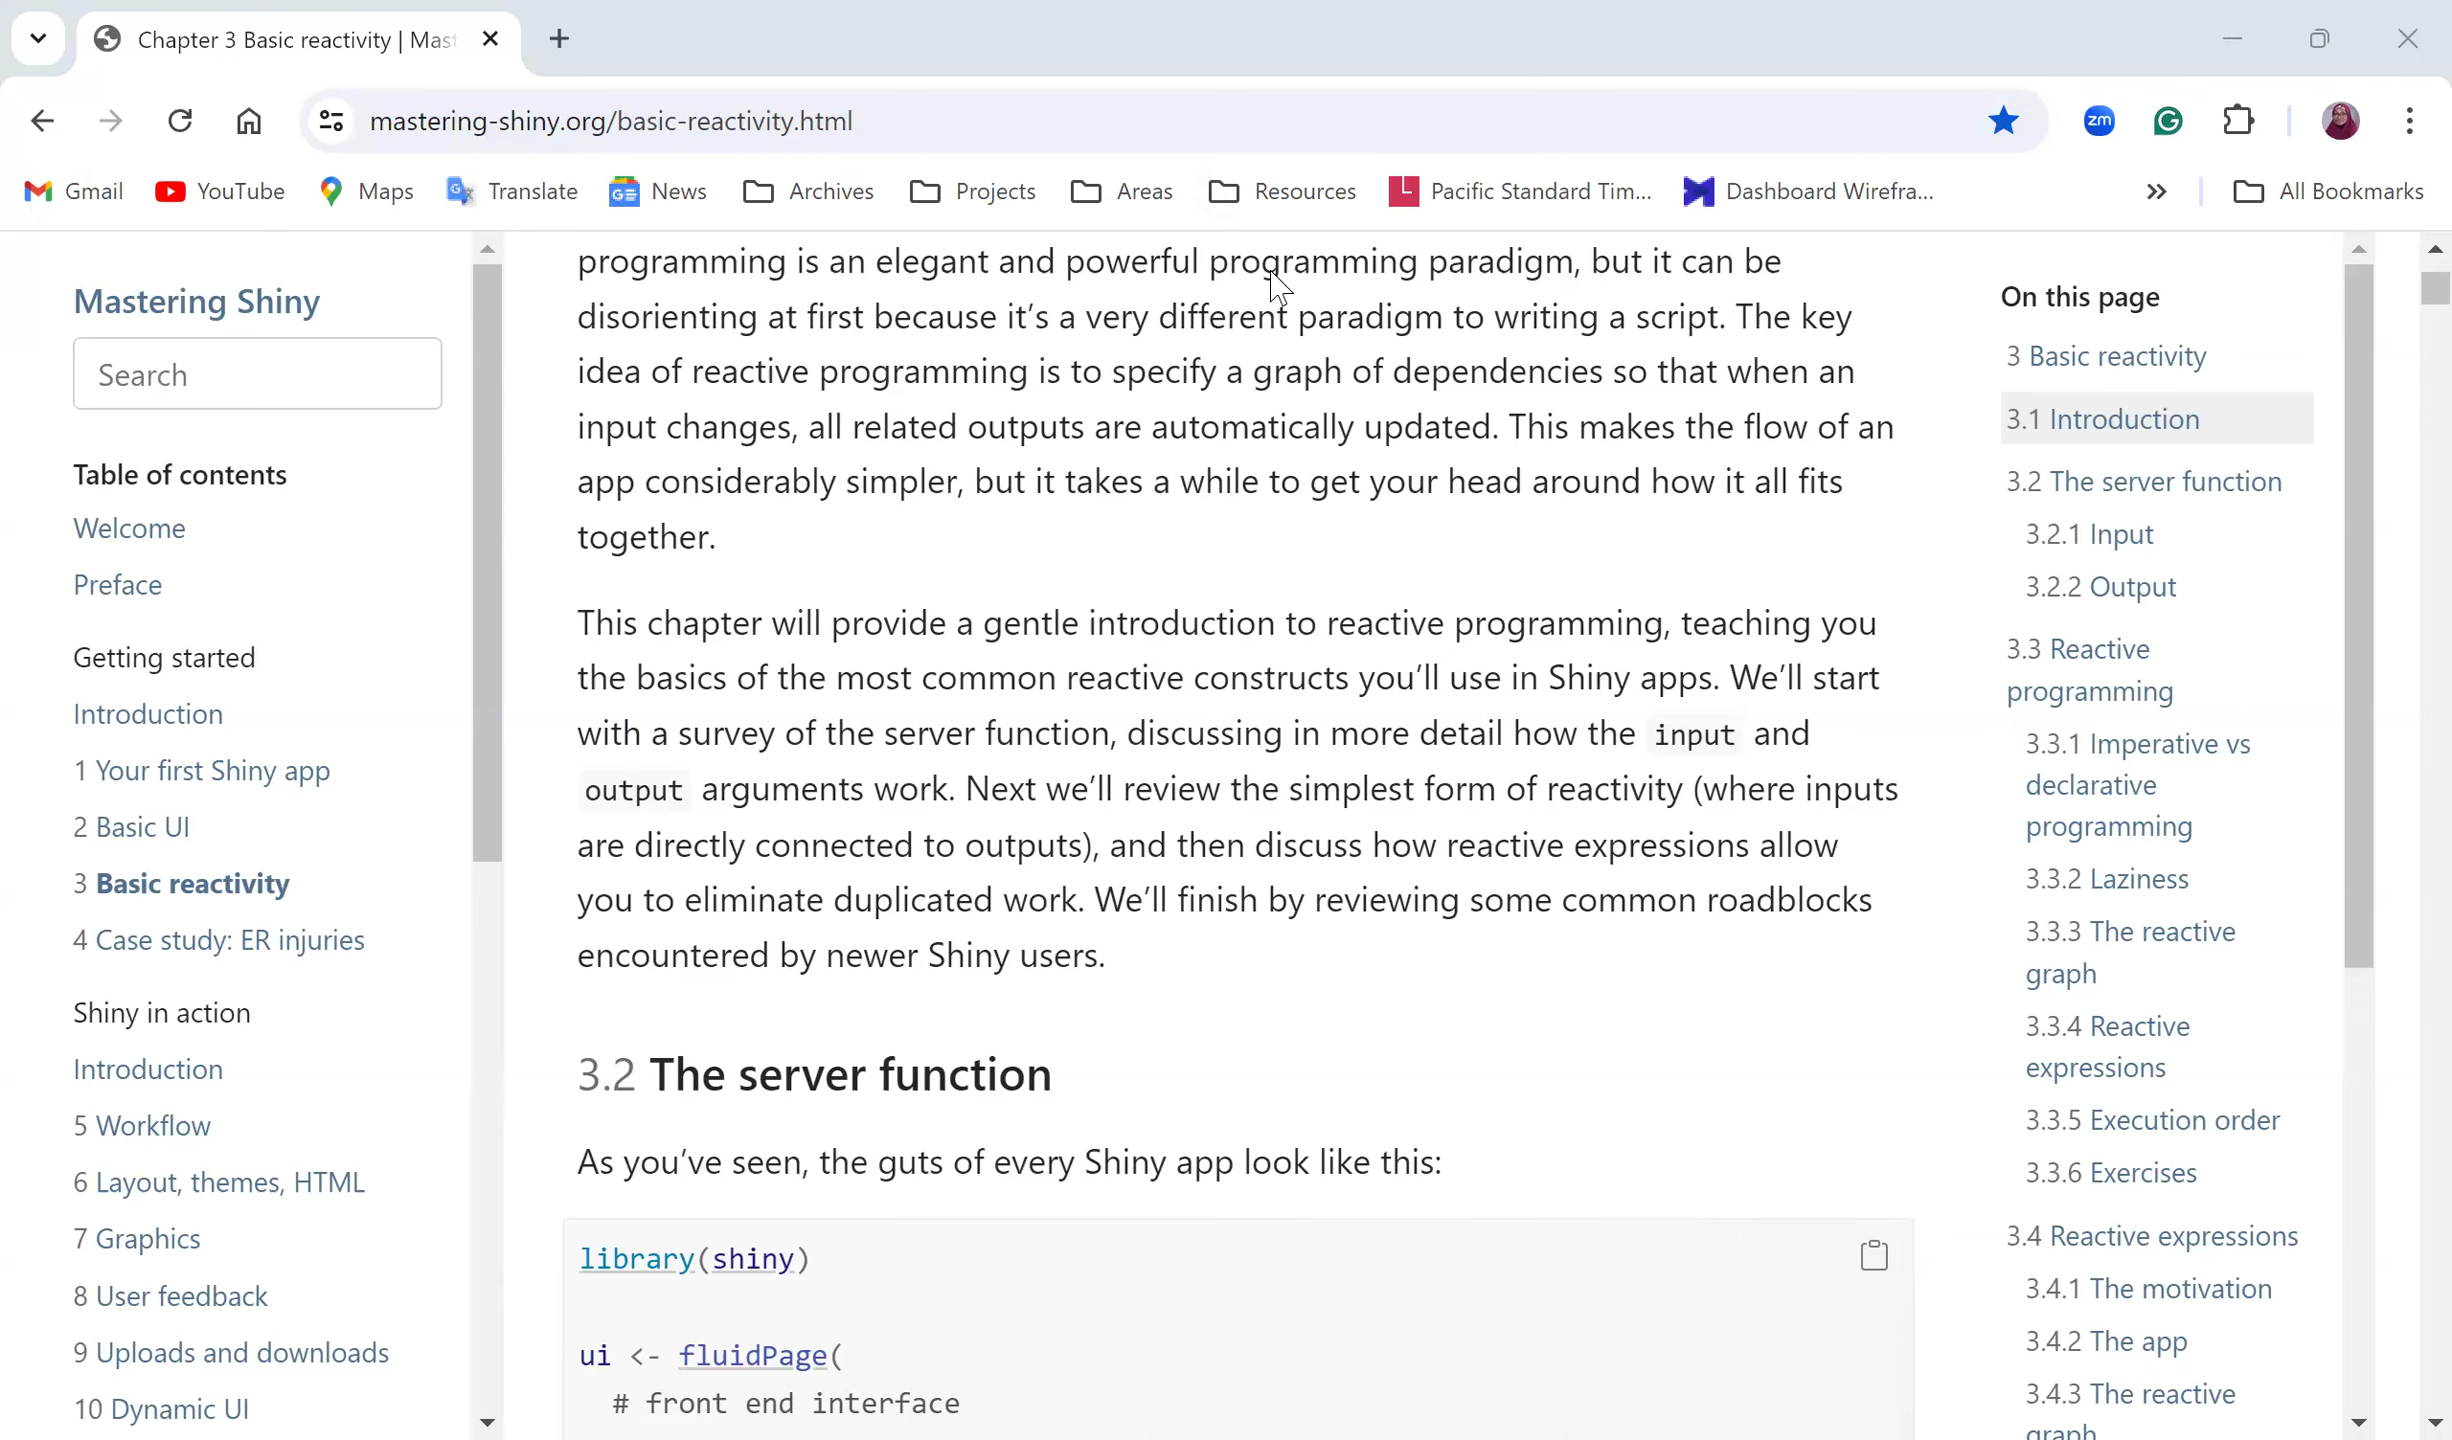 Chapter 3 Basic reactivity | Mast
mastering-shiny.org/basic-reactivity.html
zm
Gmail
YouTube
Maps
Translate
News
Archives
Projects
Areas
Resources
Pacific Standard Tim...
Dashboard Wirefra...
»
All Bookmarks
Mastering Shiny
Search
Table of contents
Welcome
Preface
Getting started
Introduction
1 Your first Shiny app
2 Basic UI
3 Basic reactivity
4 Case study: ER injuries
Shiny in action
Introduction
5 Workflow
6 Layout, themes, HTML
7 Graphics
8 User feedback
9 Uploads and downloads
10 Dynamic UI
programming is an elegant and powerful programming paradigm, but it can be
disorienting at first because it's a very different paradigm to writing a script. The key
idea of reactive programming is to specify a graph of dependencies so that when an
input changes, all related outputs are automatically updated. This makes the flow of an
app considerably simpler, but it takes a while to get your head around how it all fits
together.
This chapter will provide a gentle introduction to reactive programming, teaching you
the basics of the most common reactive constructs you'll use in Shiny apps. We'll start
with a survey of the server function, discussing in more detail how the input and
output arguments work. Next we'll review the simplest form of reactivity (where inputs
are directly connected to outputs), and then discuss how reactive expressions allow
you to eliminate duplicated work. We'll finish by reviewing some common roadblocks
encountered by newer Shiny users.
3.2 The server function
As you've seen, the guts of every Shiny app look like this:
library(shiny)
ui <- fluidPage(
# front end interface
On this page
3 Basic reactivity
3.1 Introduction
3.2 The server function
3.2.1 Input
3.2.2 Output
3.3 Reactive
programming
3.3.1 Imperative vs
declarative
programming
3.3.2 Laziness
3.3.3 The reactive
graph
3.3.4 Reactive
expressions
3.3.5 Execution order
3.3.6 Exercises
3.4 Reactive expressions
3.4.1 The motivation
3.4.2 The app
3.4.3 The reactive
graph